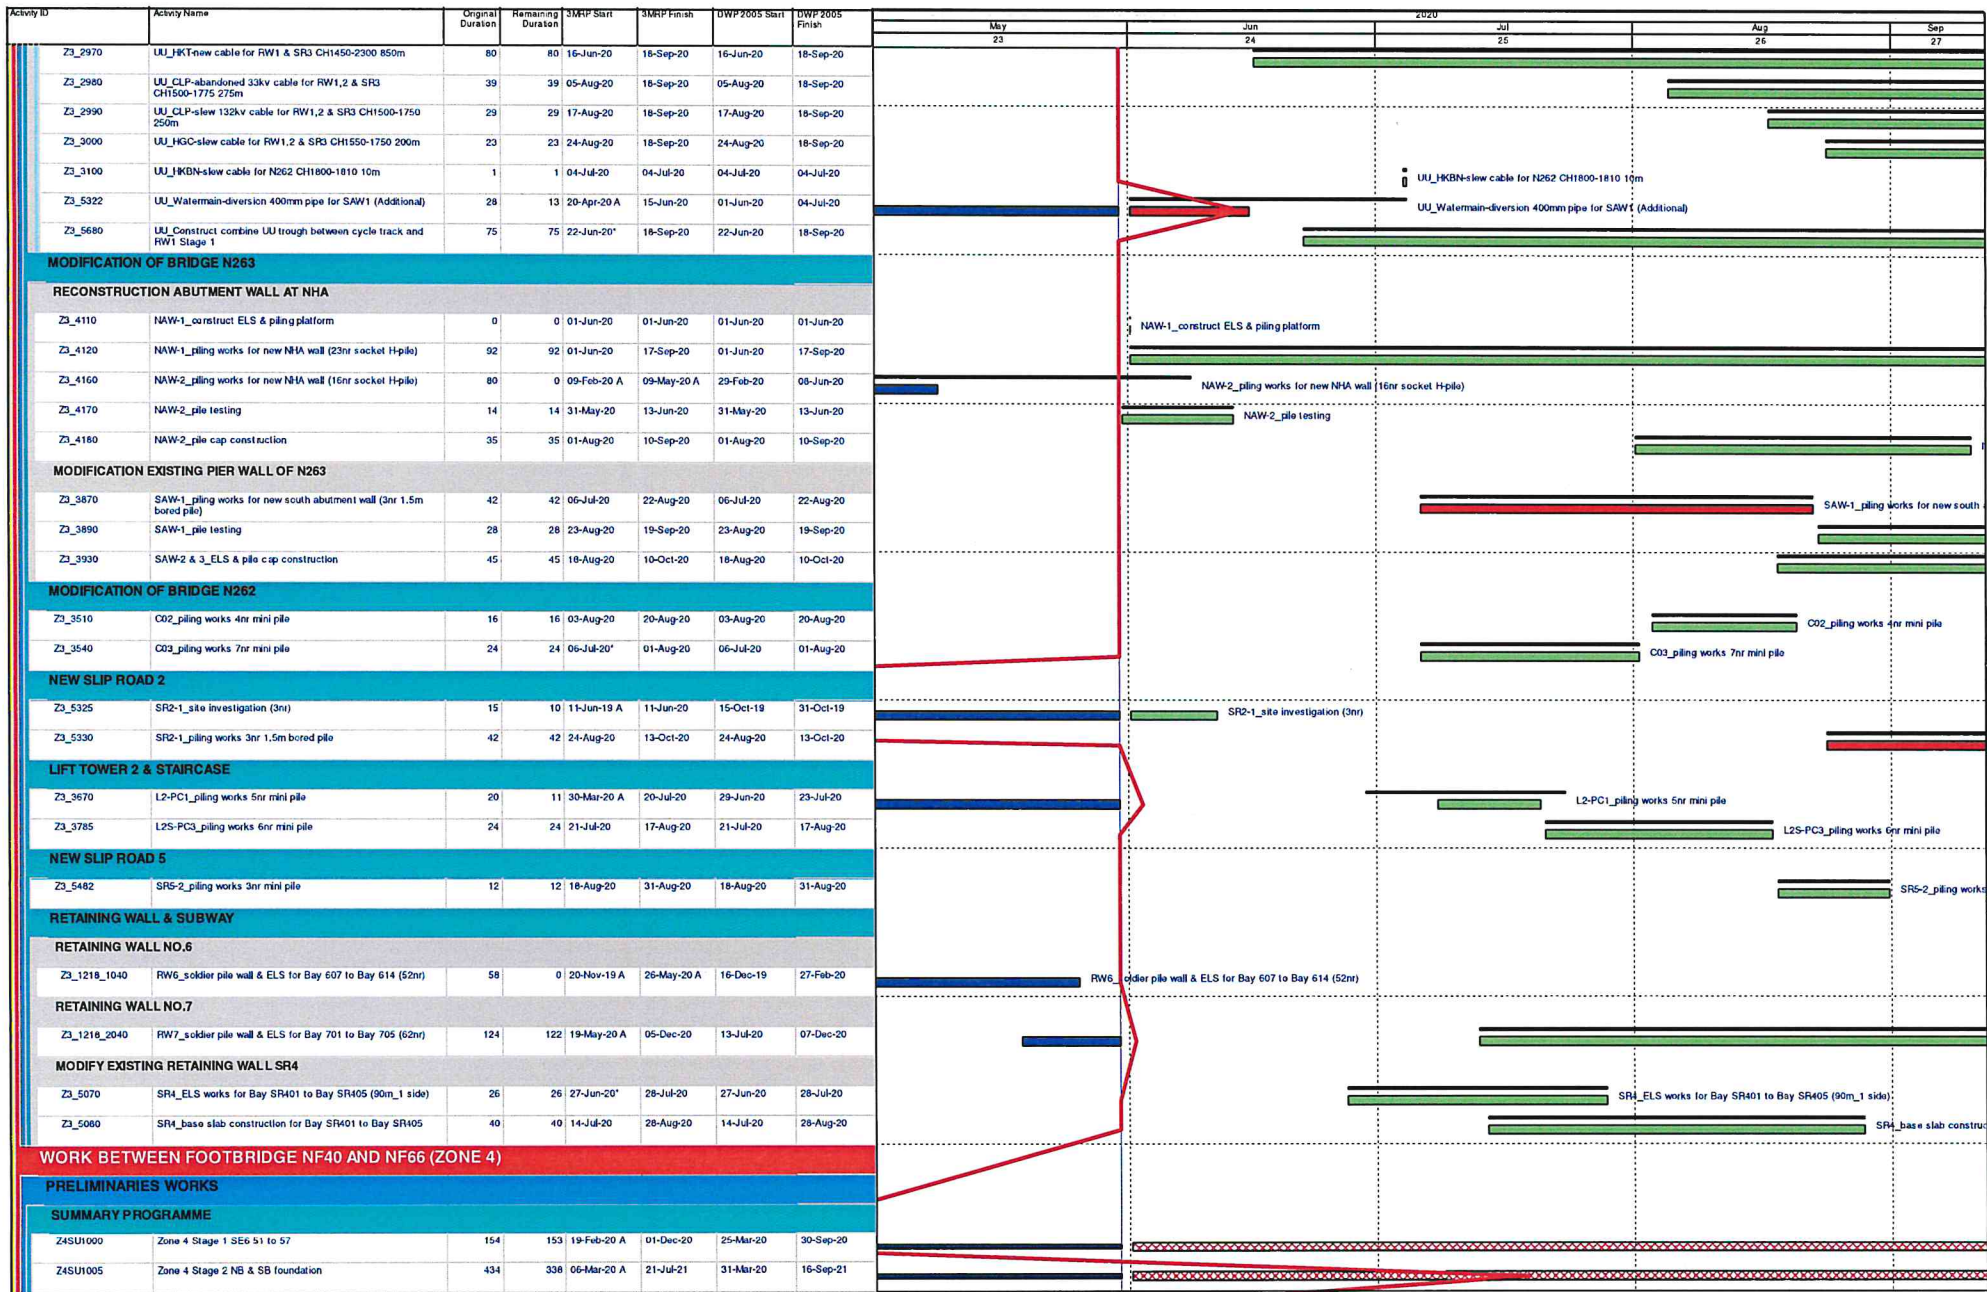 Activity ID Activity Name Original Duration Remaining Duration 3MRP Start 3MRP Finish DWP 2005 Start DWP 2005 Finish
2020
May Jun Jul Aug Sep
23 24 25 26 27
Z3_2970 UU_HKT-new cable for RW1 & SR3 CH1450-2300 850m 80 80 16-Jun-20 18-Sep-20 16-Jun-20 18-Sep-20
Z3_2980 UU_CLP-abandoned 33kv cable for RW1,2 & SR3 CH1500-1775 275m 39 39 05-Aug-20 18-Sep-20 05-Aug-20 18-Sep-20
Z3_2990 UU_CLP-slew 132kv cable for RW1,2 & SR3 CH1500-1750 250m 29 29 17-Aug-20 18-Sep-20 17-Aug-20 18-Sep-20
Z3_3000 UU_HGC-slew cable for RW1,2 & SR3 CH1550-1750 200m 23 23 24-Aug-20 18-Sep-20 24-Aug-20 18-Sep-20
Z3_3100 UU_HKBN-slew cable for N262 CH1800-1810 10m 1 1 04-Jul-20 04-Jul-20 04-Jul-20 04-Jul-20 UU_HKBN-slew cable for N262 CH1800-1810 10m
Z3_5322 UU_Watermain-diversion 400mm pipe for SAW1 (Additional) 28 13 20-Apr-20 A 15-Jun-20 01-Jun-20 04-Jul-20 UU_Watermain-diversion 400mm pipe for SAW1 (Additional)
Z3_5680 UU_Construct combine UU trough between cycle track and RW1 Stage 1 75 75 22-Jun-20* 18-Sep-20 22-Jun-20 18-Sep-20
MODIFICATION OF BRIDGE N263
RECONSTRUCTION ABUTMENT WALL AT NHA
Z3_4110 NAW-1_construct ELS & piling platform 0 0 01-Jun-20 01-Jun-20 01-Jun-20 01-Jun-20 NAW-1_construct ELS & piling platform
Z3_4120 NAW-1_piling works for new NHA wall (23nr socket H-pile) 92 92 01-Jun-20 17-Sep-20 01-Jun-20 17-Sep-20
Z3_4160 NAW-2_piling works for new NHA wall (16nr socket H-pile) 80 0 09-Feb-20 A 09-May-20 A 29-Feb-20 08-Jun-20 NAW-2_piling works for new NHA wall (16nr socket H-pile)
Z3_4170 NAW-2_pile testing 14 14 31-May-20 13-Jun-20 31-May-20 13-Jun-20 NAW-2_pile testing
Z3_4180 NAW-2_pile cap construction 35 35 01-Aug-20 10-Sep-20 01-Aug-20 10-Sep-20
MODIFICATION EXISTING PIER WALL OF N263
Z3_3870 SAW-1_piling works for new south abutment wall (3nr 1.5m bored pile) 42 42 06-Jul-20 22-Aug-20 06-Jul-20 22-Aug-20 SAW-1_piling works for new south
Z3_3890 SAW-1_pile testing 28 28 23-Aug-20 19-Sep-20 23-Aug-20 19-Sep-20
Z3_3930 SAW-2 & 3_ELS & pile cap construction 45 45 18-Aug-20 10-Oct-20 18-Aug-20 10-Oct-20
MODIFICATION OF BRIDGE N262
Z3_3510 C02_piling works 4nr mini pile 16 16 03-Aug-20 20-Aug-20 03-Aug-20 20-Aug-20 C02_piling works 4nr mini pile
Z3_3540 C03_piling works 7nr mini pile 24 24 06-Jul-20* 01-Aug-20 06-Jul-20 01-Aug-20 C03_piling works 7nr mini pile
NEW SLIP ROAD 2
Z3_5325 SR2-1_site investigation (3nr) 15 10 11-Jun-19 A 11-Jun-20 15-Oct-19 31-Oct-19 SR2-1_site investigation (3nr)
Z3_5330 SR2-1_piling works 3nr 1.5m bored pile 42 42 24-Aug-20 13-Oct-20 24-Aug-20 13-Oct-20
LIFT TOWER 2 & STAIRCASE
Z3_3670 L2-PC1_piling works 5nr mini pile 20 11 30-Mar-20 A 20-Jul-20 29-Jun-20 23-Jul-20 L2-PC1_piling works 5nr mini pile
Z3_3785 L2S-PC3_piling works 6nr mini pile 24 24 21-Jul-20 17-Aug-20 21-Jul-20 17-Aug-20 L2S-PC3_piling works 6nr mini pile
NEW SLIP ROAD 5
Z3_5482 SR5-2_piling works 3nr mini pile 12 12 18-Aug-20 31-Aug-20 18-Aug-20 31-Aug-20 SR5-2_piling works
RETAINING WALL & SUBWAY
RETAINING WALL NO.6
Z3_1218_1040 RW6_soldier pile wall & ELS for Bay 607 to Bay 614 (52nr) 58 0 20-Nov-19 A 26-May-20 A 16-Dec-19 27-Feb-20 RW6_soldier pile wall & ELS for Bay 607 to Bay 614 (52nr)
RETAINING WALL NO.7
Z3_1218_2040 RW7_soldier pile wall & ELS for Bay 701 to Bay 705 (62nr) 124 122 19-May-20 A 05-Dec-20 13-Jul-20 07-Dec-20
MODIFY EXISTING RETAINING WALL SR4
Z3_5070 SR4_ELS works for Bay SR401 to Bay SR405 (90m_1 side) 26 26 27-Jun-20* 28-Jul-20 27-Jun-20 28-Jul-20 SR4_ELS works for Bay SR401 to Bay SR405 (90m_1 side)
Z3_5080 SR4_base slab construction for Bay SR401 to Bay SR405 40 40 14-Jul-20 28-Aug-20 14-Jul-20 28-Aug-20 SR4_base slab construc
WORK BETWEEN FOOTBRIDGE NF40 AND NF66 (ZONE 4)
PRELIMINARIES WORKS
SUMMARY PROGRAMME
Z4SU1000 Zone 4 Stage 1 SE6 51 to 57 154 153 19-Feb-20 A 01-Dec-20 25-Mar-20 30-Sep-20
Z4SU1005 Zone 4 Stage 2 NB & SB foundation 434 338 06-Mar-20 A 21-Jul-21 31-Mar-20 16-Sep-21